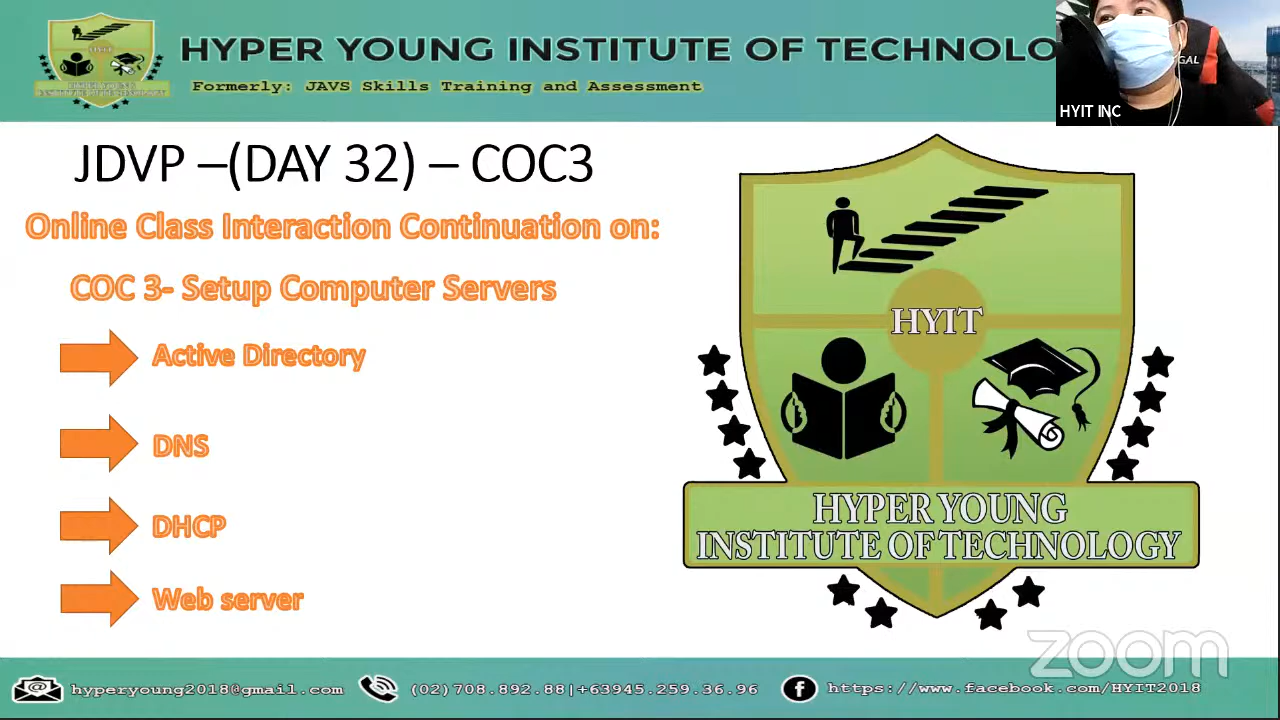 HYPER YOUNG INSTITUTE OF TECHNOLO
Formerly: JAVS Skills Training and Assessment
GAL
HYIT INC
JDVP –(DAY 32) – COC3
Online Class Interaction Continuation on:
COC 3- Setup Computer Servers
Active Directory
DNS
DHCP
Web server
HYIT
HYPER YOUNG
INSTITUTE OF TECHNOLOGY
zoom
hyperyoung2018@gmail.com
(02)708.892.88|+63945.259.36.96
https://www.facebook.com/HYIT2018